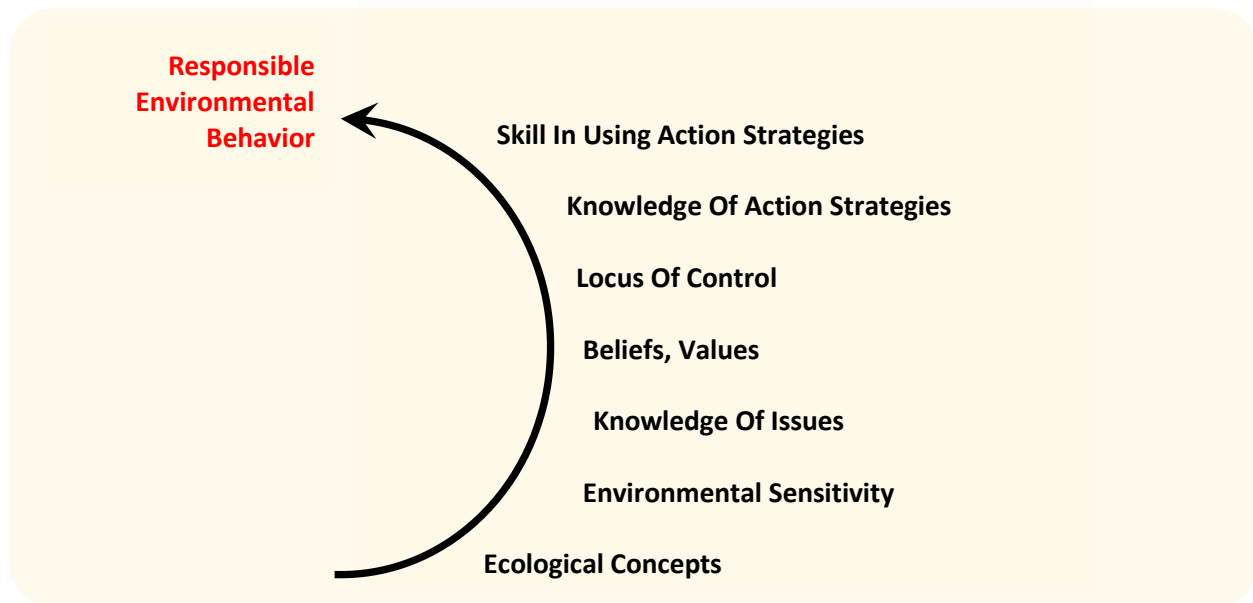 Responsible
Environmental
Behavior
Skill In Using Action Strategies
Knowledge Of Action Strategies
Locus Of Control
Beliefs, Values
Knowledge Of Issues
Environmental Sensitivity
Ecological Concepts